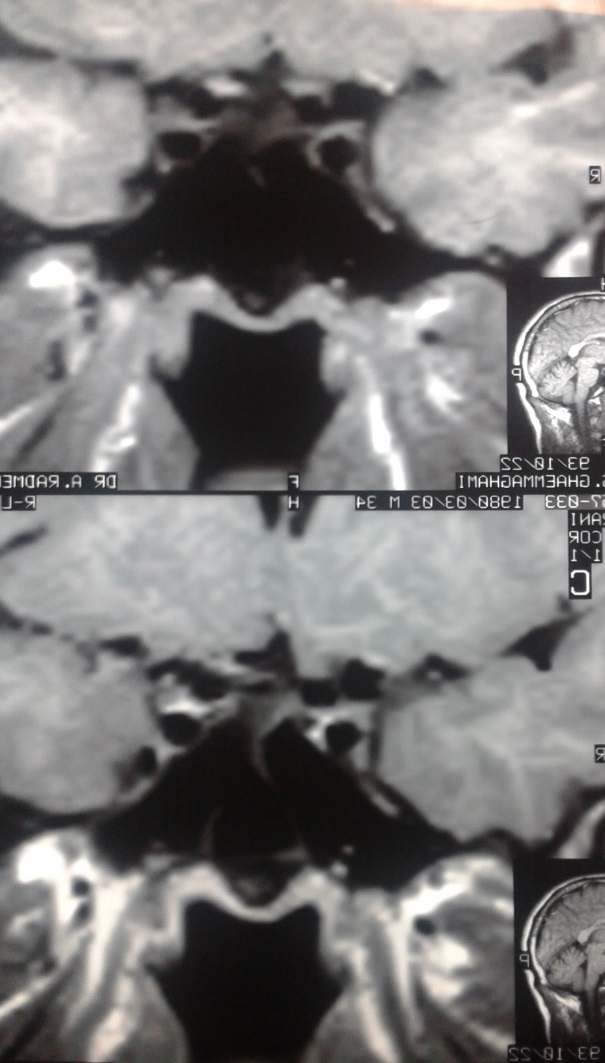 R
P
93/10/22
GHAEMMAGHAMI F DR A.RADME
1980/03/03 M 34 H R-L
COR
1/1
C
R
P
93/10/22